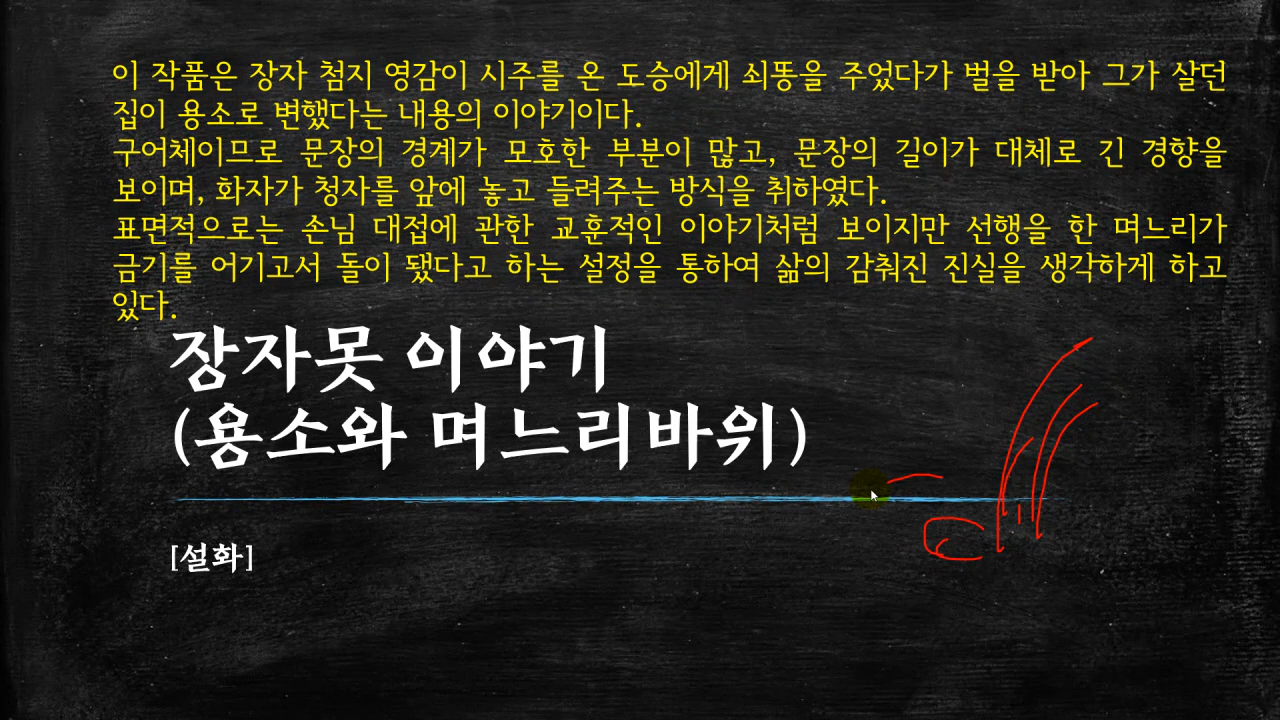 이 작품은 장자 첨지 영감이 시주를 온 도승에게 쇠똥을 주었다가 벌을 받아 그가 살던
집이 용소로 변했다는 내용의 이야기이다.
구어체이므로 문장의 경계가 모호한 부분이 많고, 문장의 길이가 대체로 긴 경향을
보이며, 화자가 청자를 앞에 놓고 들려주는 방식을 취하였다.
표면적으로는 손님 대접에 관한 교훈적인 이야기처럼 보이지만 선행을 한 며느리가
금기를 어기고서 돌이 됐다고 하는 설정을 통하여 삶의 감춰진 진실을 생각하게 하고
있다.
장자못 이야기
(용소와 며느리바위)
[설화]